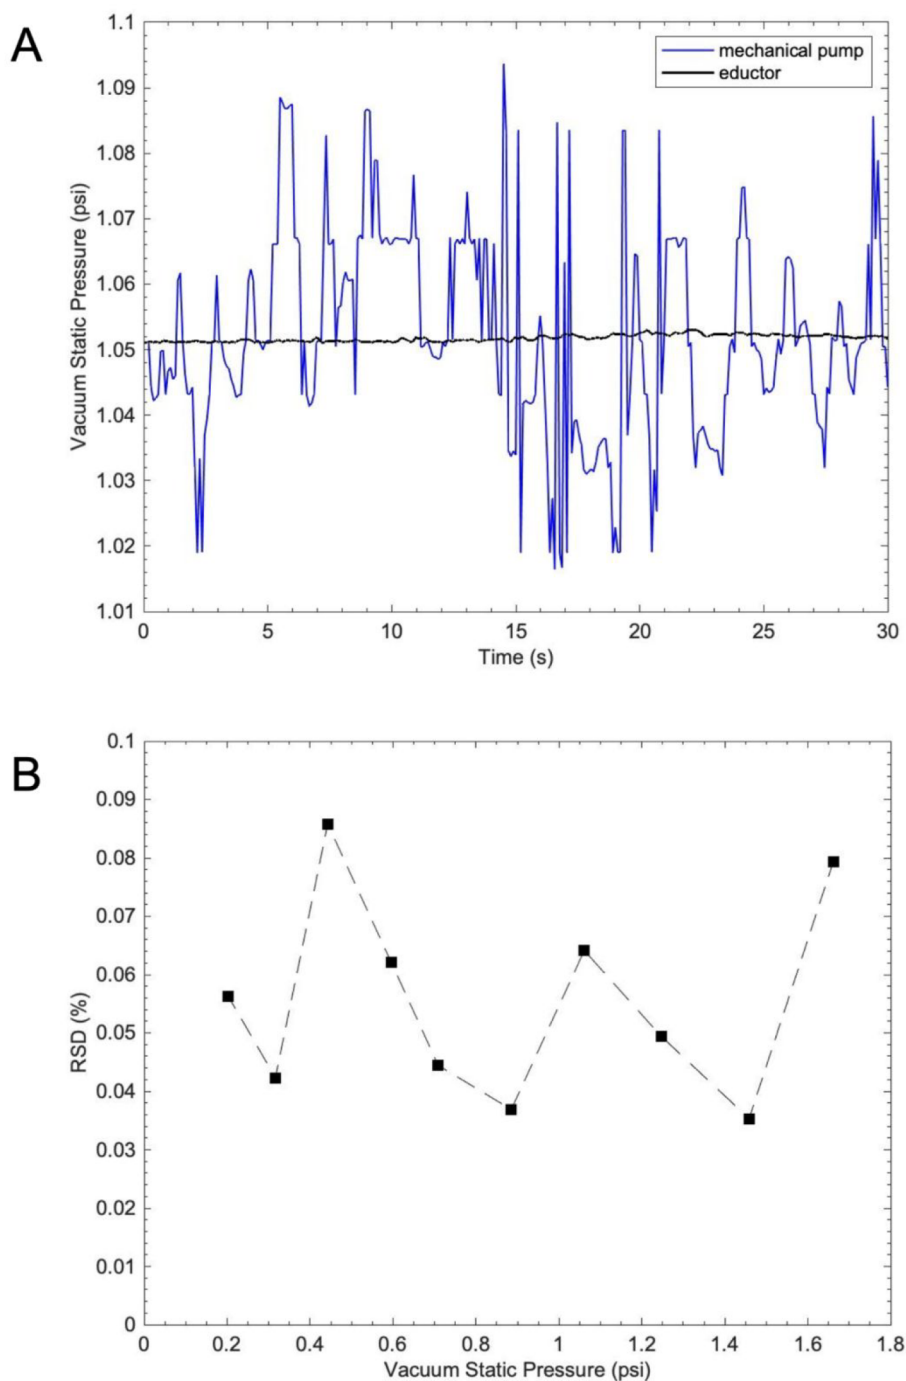 A
1.1
1.09
1.08
1.07
1.06
1.05
1.04
1.03
1.02
1.01
Vacuum Static Pressure (psi)
mechanical pump
eductor
0 5 10 15 20 25 30
Time (s)
B
0.1
0.09
0.08
0.07
0.06
0.05
0.04
0.03
0.02
0.01
0
RSD (%)
0 0.2 0.4 0.6 0.8 1 1.2 1.4 1.6 1.8
Vacuum Static Pressure (psi)